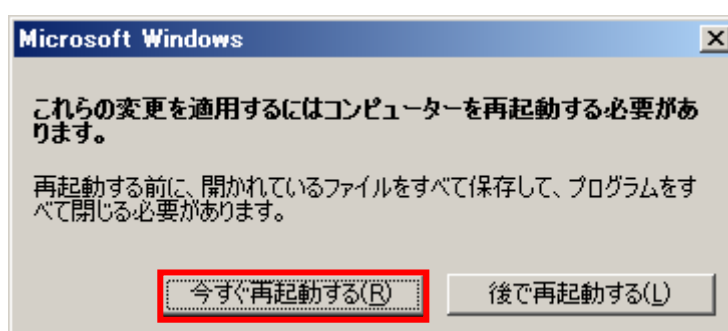 Microsoft Windows
これらの変更を適用するにはコンピューターを再起動する必要があ
ります。
再起動する前に、開かれているファイルをすべて保存して、プログラムをす
べて閉じる必要があります。
今すぐ再起動する(R)
後で再起動する(L)